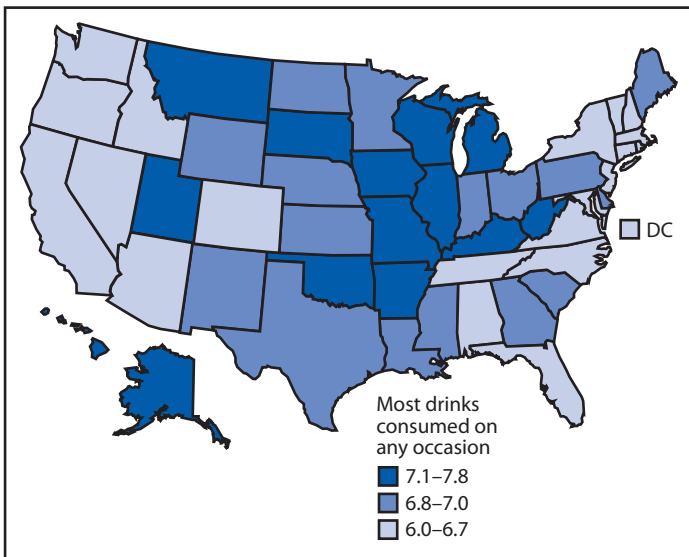 DC
Most drinks
consumed on
any occasion
7.1–7.8
6.8–7.0
6.0–6.7